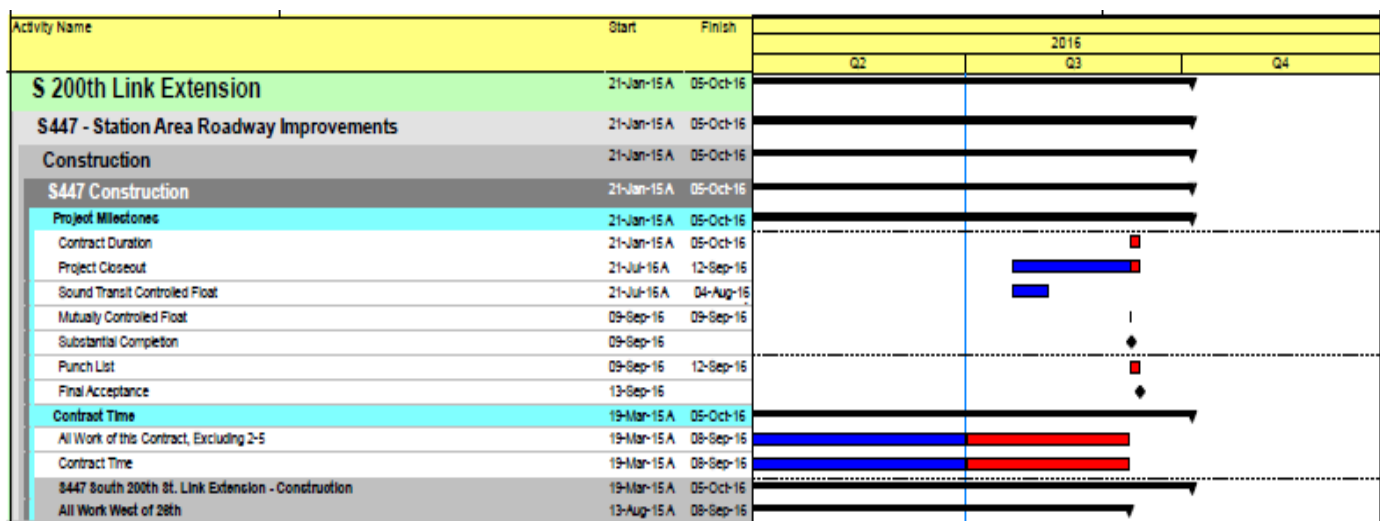 Activity Name Start Finish
2016
Q2 Q3 Q4
S 200th Link Extension 21-Jan-15 A 05-Oct-16
S447 - Station Area Roadway Improvements 21-Jan-15 A 05-Oct-16
Construction 21-Jan-15 A 05-Oct-16
S447 Construction 21-Jan-15 A 05-Oct-16
Project Milestones 21-Jan-15 A 05-Oct-16
Contract Duration 21-Jan-15 A 05-Oct-16
Project Closeout 21-Jul-16 A 12-Sep-16
Sound Transit Controlled Float 21-Jul-16 A 04-Aug-16
Mutually Controlled Float 09-Sep-16 09-Sep-16
Substantial Completion 09-Sep-16
Punch List 09-Sep-16 12-Sep-16
Final Acceptance 13-Sep-16
Contract Time 19-Mar-15 A 05-Oct-16
All Work of this Contract, Excluding 2-5 19-Mar-15 A 08-Sep-16
Contract Time 19-Mar-15 A 08-Sep-16
S447 South 200th St. Link Extension - Construction 19-Mar-15 A 05-Oct-16
All Work West of 28th 13-Aug-15 A 08-Sep-16